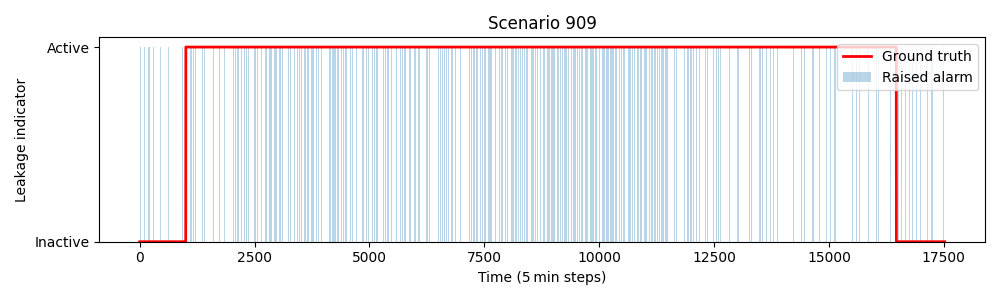 Scenario 909
Active
Inactive
Leakage indicator
Ground truth
Raised alarm
0 2500 5000 7500 10000 12500 15000 17500
Time (5 min steps)